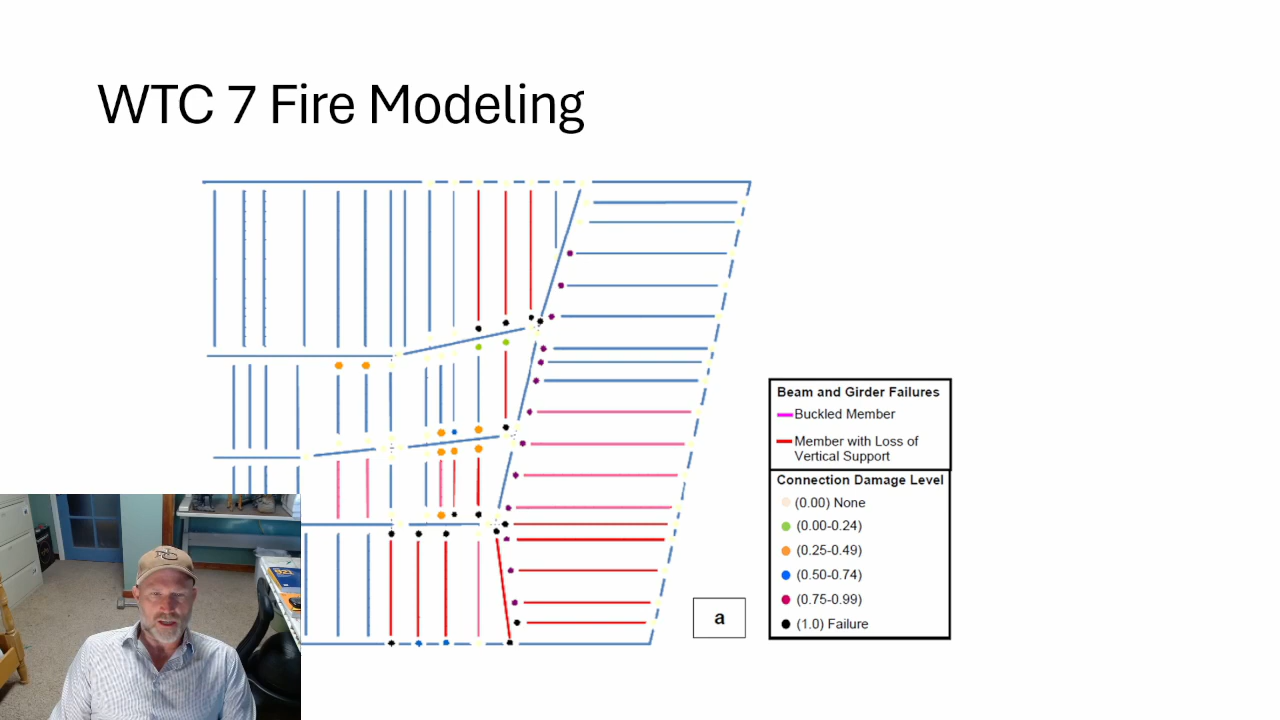 WTC 7 Fire Modeling
Beam and Girder Failures
Buckled Member
Member with Loss of
Vertical Support
Connection Damage Level
(0.00) None
(0.00-0.24)
(0.25-0.49)
(0.50-0.74)
(0.75-0.99)
(1.0) Failure
a